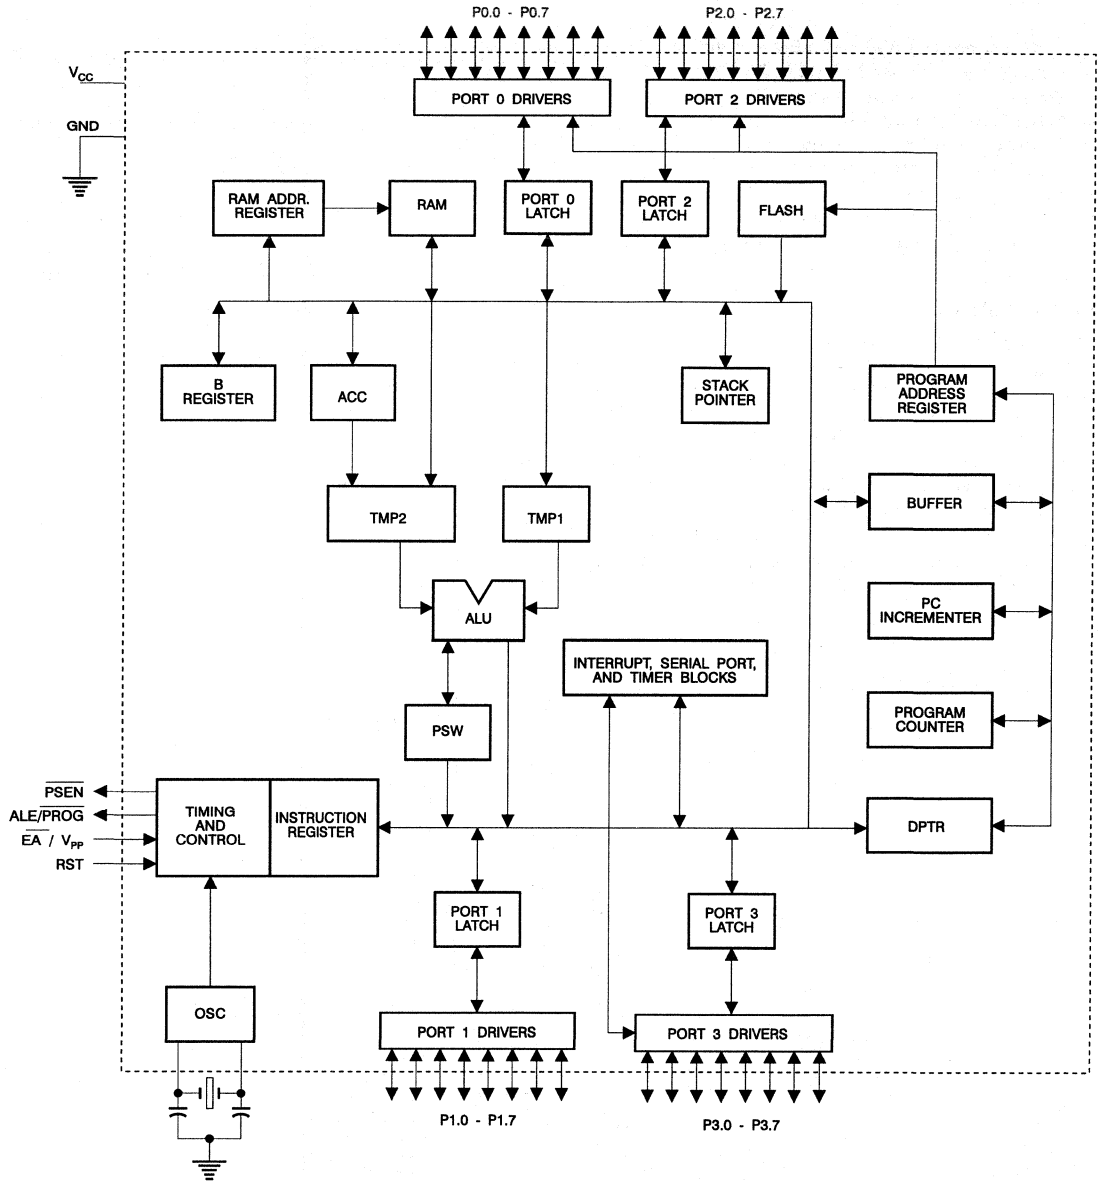 P0.0 - P0.7
P2.0 - P2.7
VCC
GND
PORT 0 DRIVERS
PORT 2 DRIVERS
RAM ADDR.
REGISTER
RAM
PORT 0
LATCH
PORT 2
LATCH
FLASH
B
REGISTER
ACC
STACK
POINTER
PROGRAM
ADDRESS
REGISTER
TMP2
TMP1
BUFFER
ALU
PC
INCREMENTER
INTERRUPT, SERIAL PORT,
AND TIMER BLOCKS
PSW
PROGRAM
COUNTER
PSEN
ALE/PROG
EA / VPP
RST
TIMING
AND
CONTROL
INSTRUCTION
REGISTER
DPTR
PORT 1
LATCH
PORT 3
LATCH
OSC
PORT 1 DRIVERS
PORT 3 DRIVERS
P1.0 - P1.7
P3.0 - P3.7